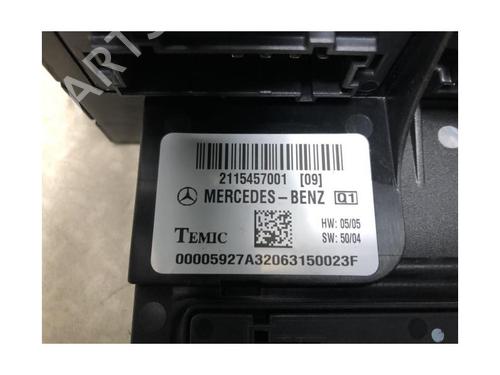 2115457001 [09]
MERCEDES-BENZ Q1
HW: 05/05
TEMIC SW: 50/04
00005927A32063150023F